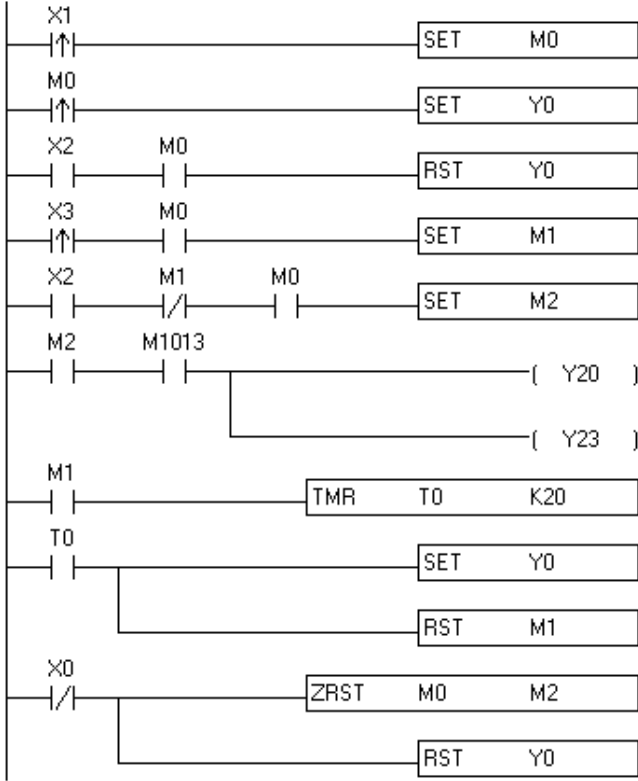 X1
SET M0
M0
SET Y0
X2 M0
RST Y0
X3 M0
SET M1
X2 M1 M0
SET M2
M2 M1013
( Y20 )
( Y23 )
M1
TMR T0 K20
T0
SET Y0
RST M1
X0
ZRST M0 M2
RST Y0